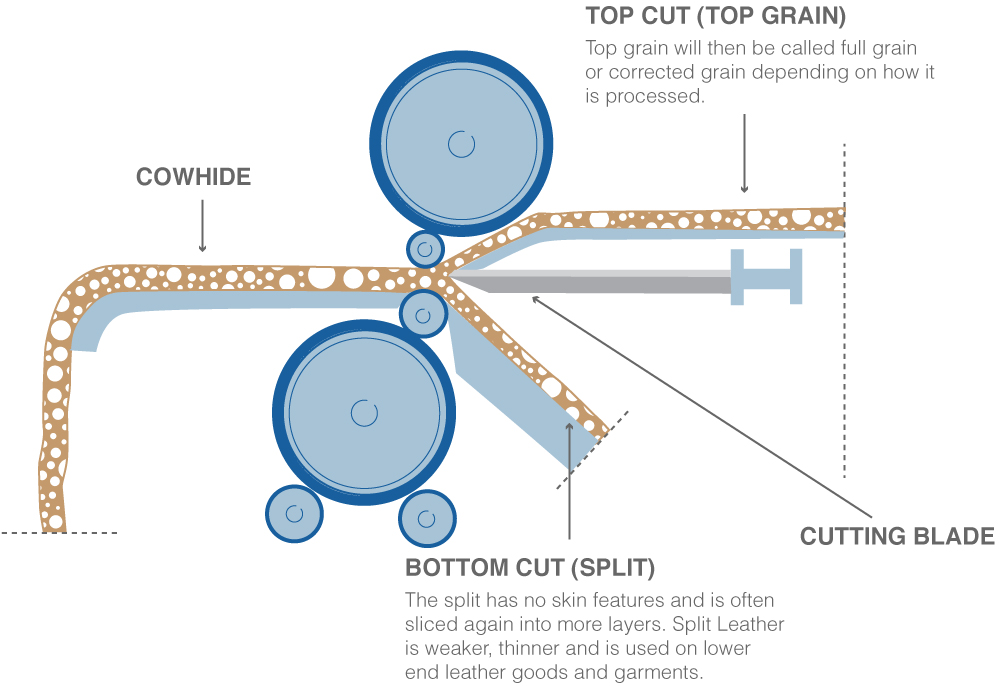 TOP CUT (TOP GRAIN)
Top grain will then be called full grain
or corrected grain depending on how it
is processed.
COWHIDE
CUTTING BLADE
BOTTOM CUT (SPLIT)
The split has no skin features and is often
sliced again into more layers. Split Leather
is weaker, thinner and is used on lower
end leather goods and garments.